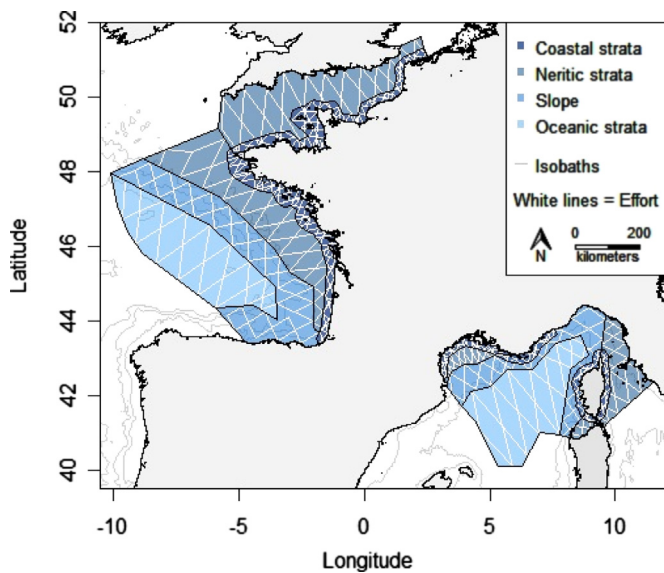 52
50
48
46
44
42
40
Latitude
-10
-5
0
5
10
Longitude
Coastal strata
Neritic strata
Slope
Oceanic strata
Isobaths
White lines = Effort
N
0 200
kilometers